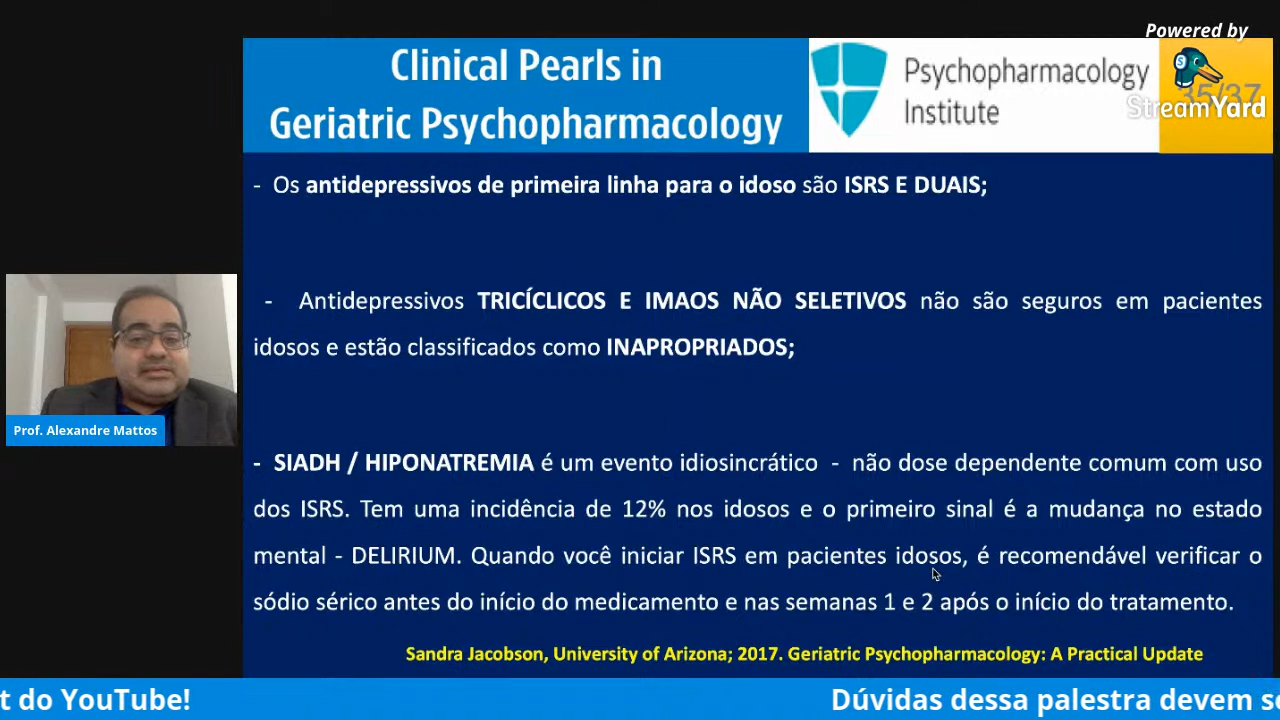 Powered by
StreamYard
35/37
Clinical Pearls in
Geriatric Psychopharmacology
Psychopharmacology
Institute
- Os antidepressivos de primeira linha para o idoso são ISRS E DUAIS;
- Antidepressivos TRICÍCLICOS E IMAOS NÃO SELETIVOS não são seguros em pacientes
idosos e estão classificados como INAPROPRIADOS;
- SIADH / HIPONATREMIA é um evento idiosincrático - não dose dependente comum com uso
dos ISRS. Tem uma incidência de 12% nos idosos e o primeiro sinal é a mudança no estado
mental - DELIRIUM. Quando você iniciar ISRS em pacientes idosos, é recomendável verificar o
sódio sérico antes do início do medicamento e nas semanas 1 e 2 após o início do tratamento.
Sandra Jacobson, University of Arizona; 2017. Geriatric Psychopharmacology: A Practical Update
Prof. Alexandre Mattos
t do YouTube! Dúvidas dessa palestra devem s